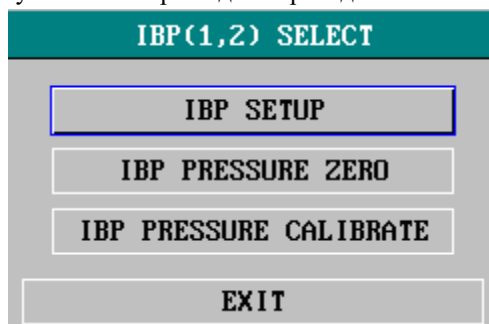 IBP(1,2) SELECT
IBP SETUP
IBP PRESSURE ZERO
IBP PRESSURE CALIBRATE
EXIT